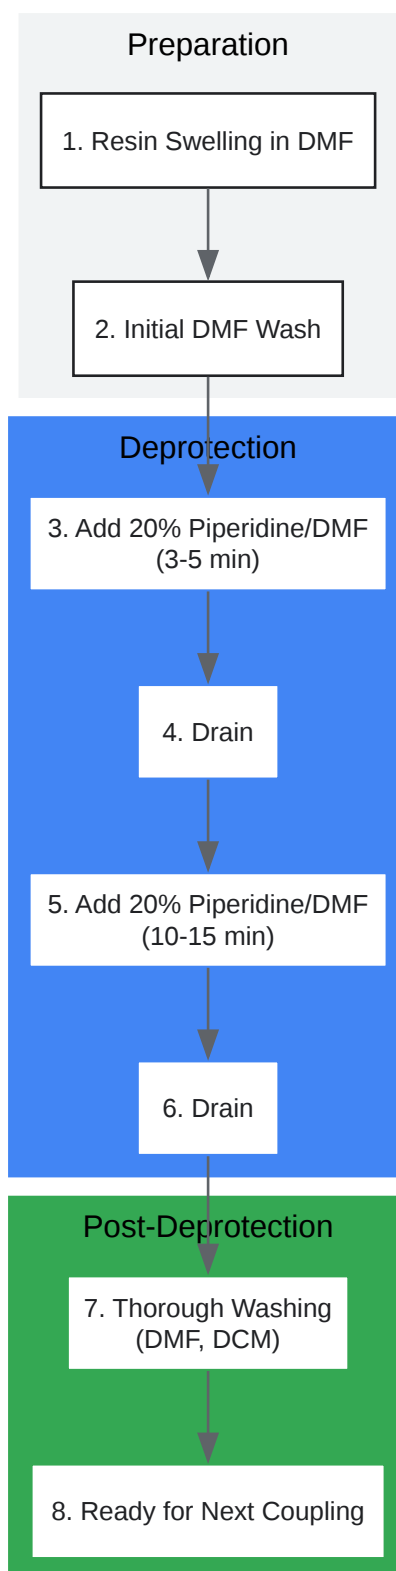 Preparation
1. Resin Swelling in DMF
2. Initial DMF Wash
Deprotection
3. Add 20% Piperidine/DMF
(3-5 min)
4. Drain
5. Add 20% Piperidine/DMF
(10-15 min)
6. Drain
Post-Deprotection
7. Thorough Washing
(DMF, DCM)
8. Ready for Next Coupling